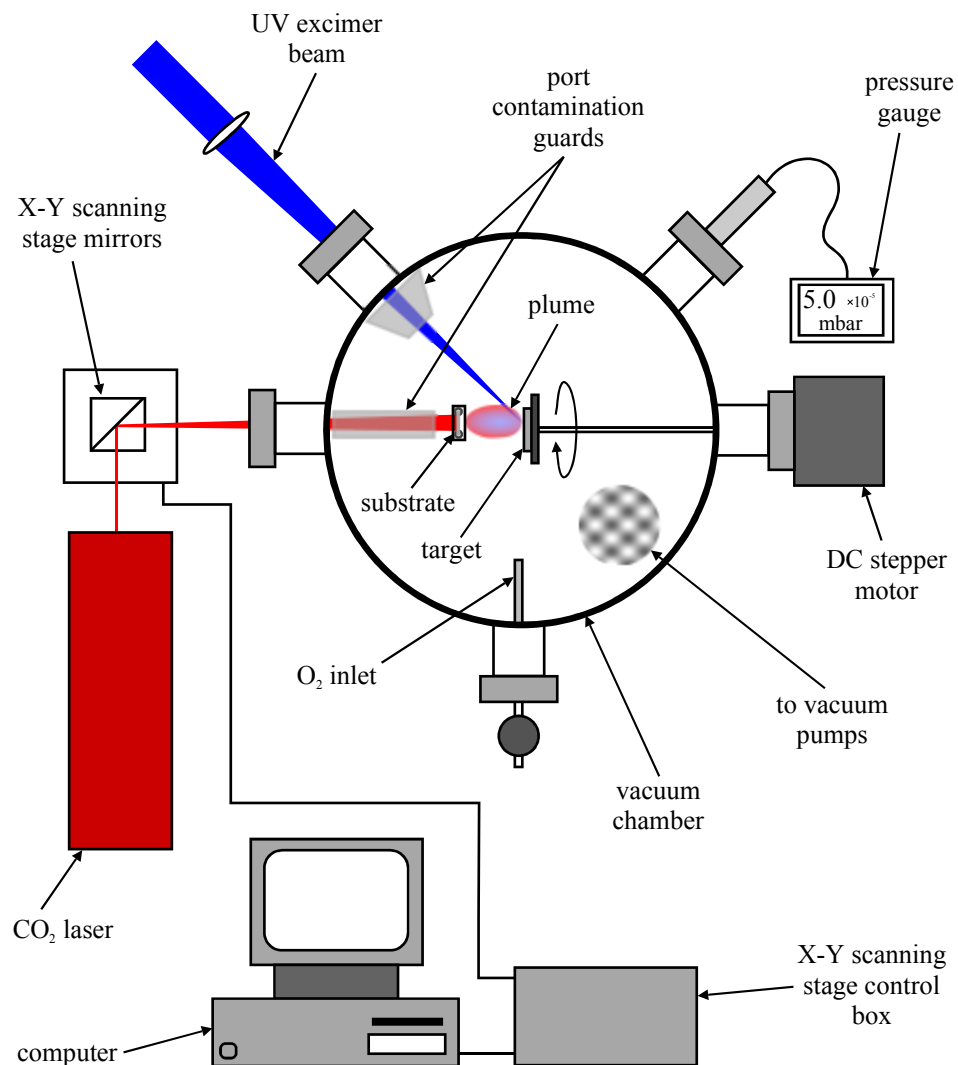 UV excimer
beam
port
contamination
guards
pressure
gauge
X-Y scanning
stage mirrors
5.0 ×10⁻⁵
mbar
plume
substrate
target
DC stepper
motor
O₂ inlet
to vacuum
pumps
vacuum
chamber
CO₂ laser
X-Y scanning
stage control
box
computer